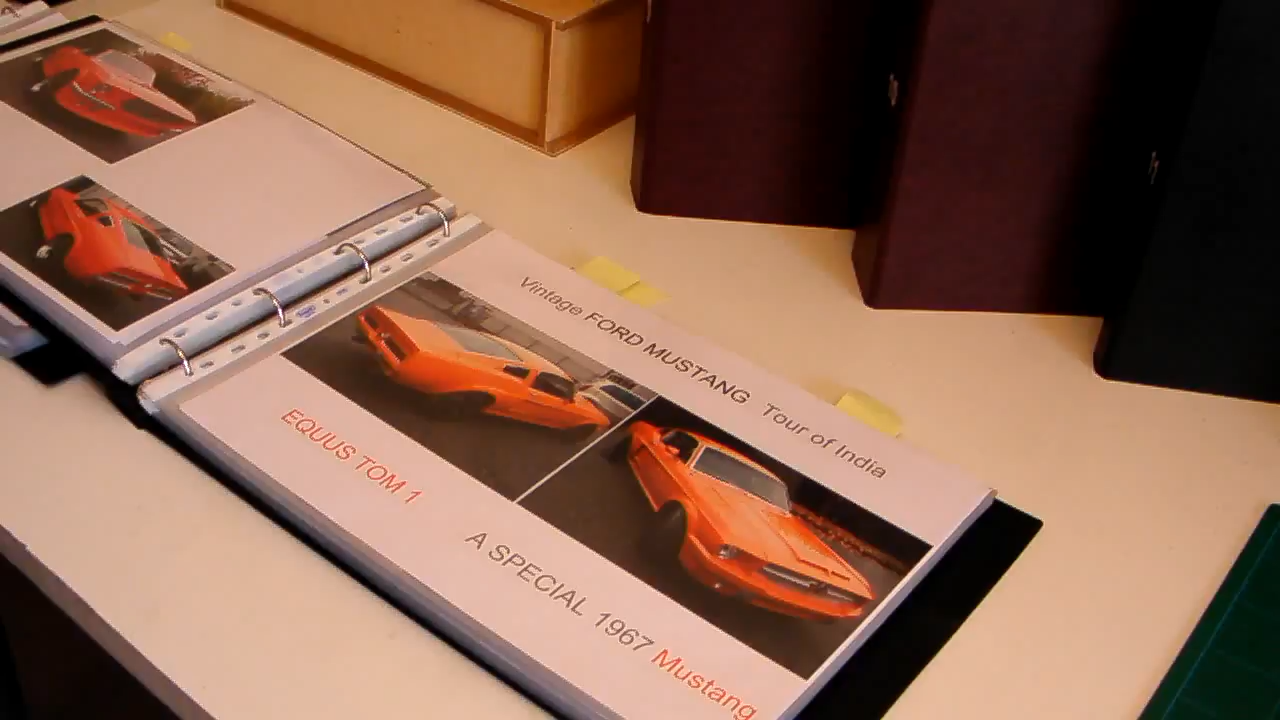 Vintage FORD MUSTANG Tour of India
EQUUS TOM 1
A SPECIAL 1967 Mustang